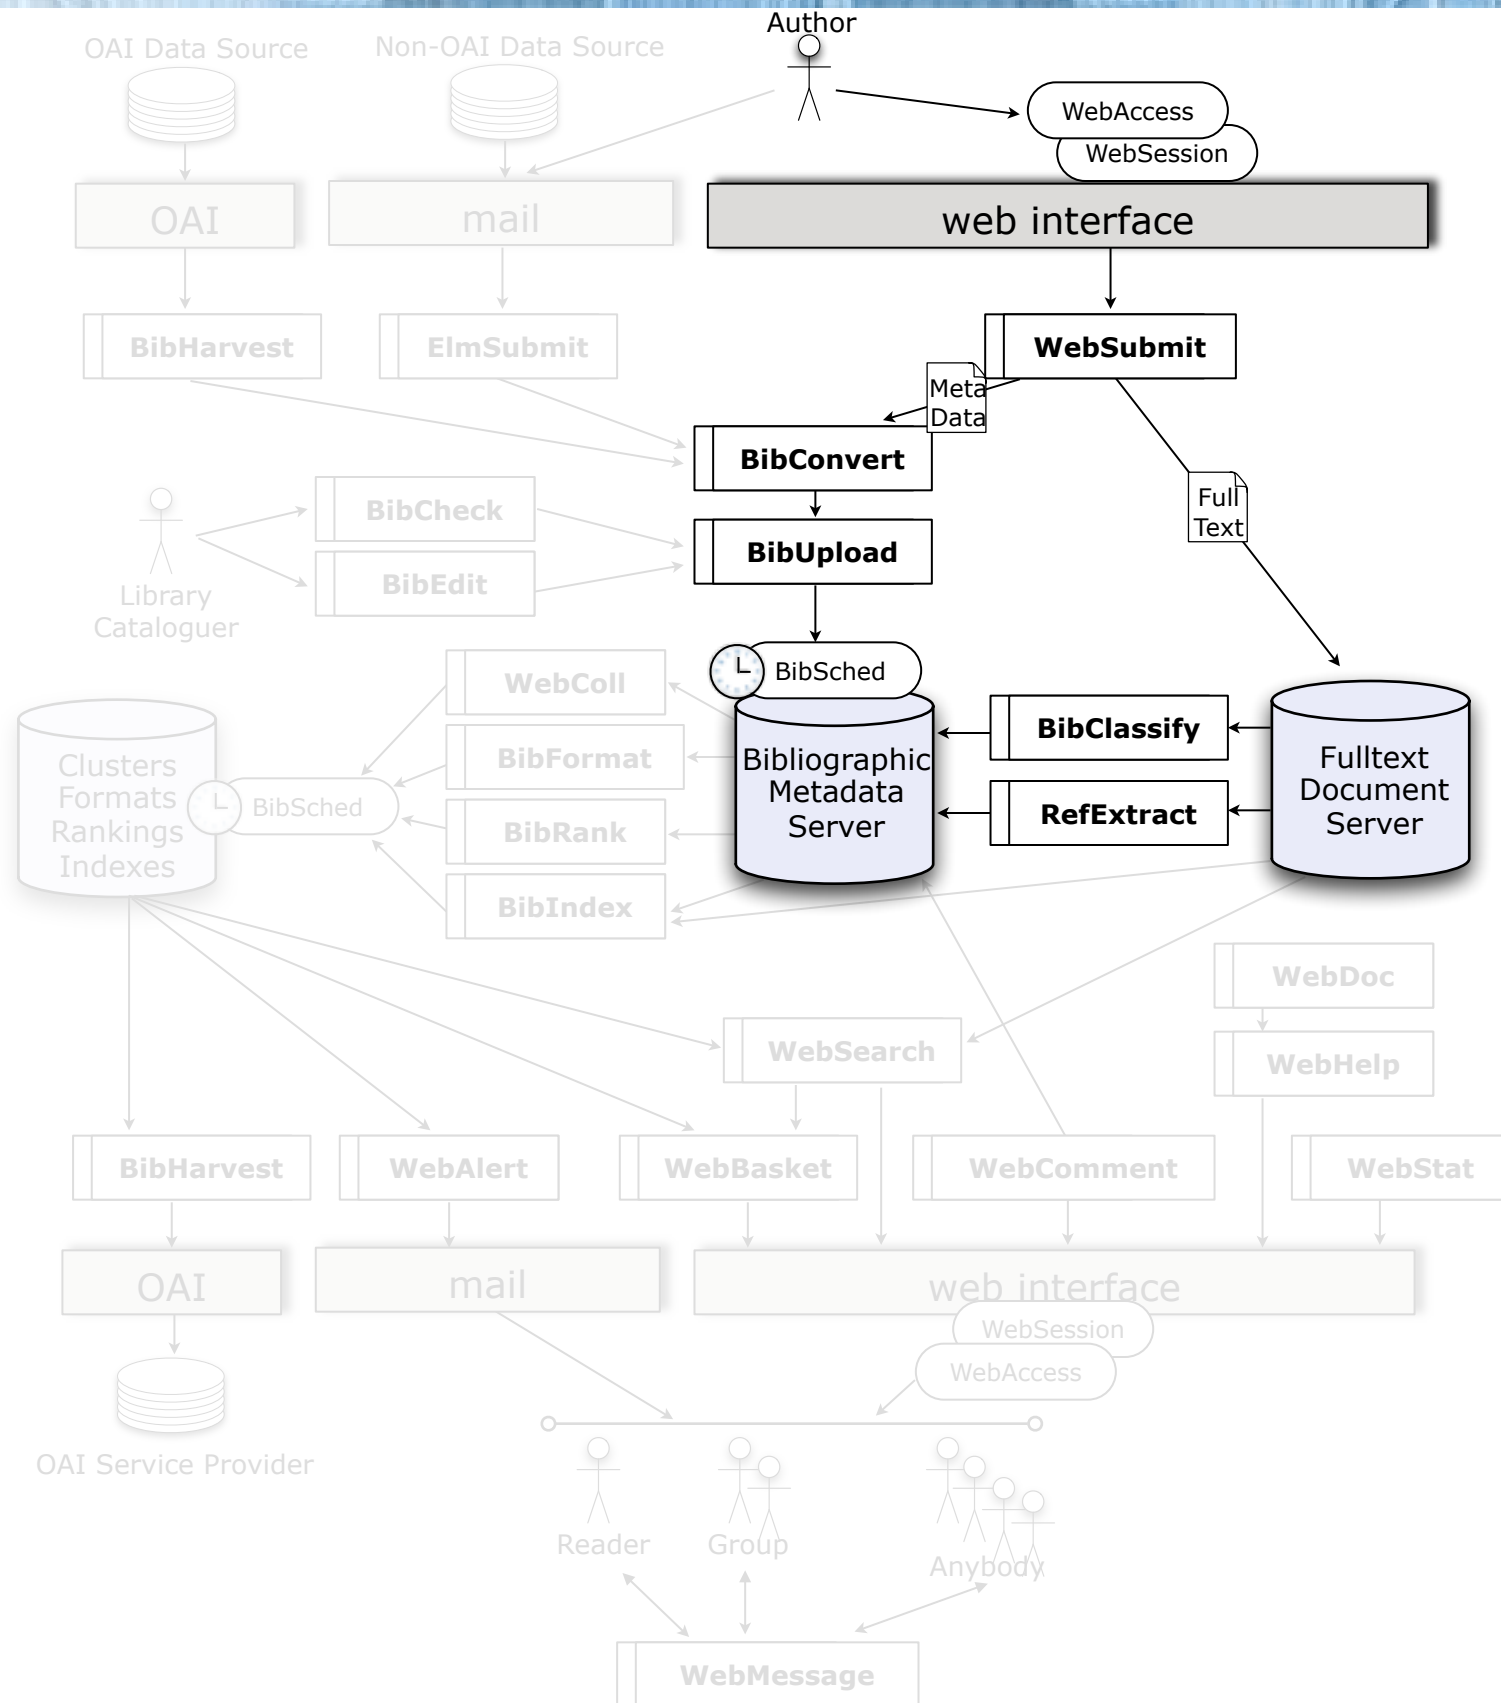 Author
OAI Data Source
Non-OAI Data Source
WebAccess
WebSession
OAI
mail
web interface
BibHarvest
ElmSubmit
WebSubmit
Meta
Data
BibConvert
Full
Text
BibCheck
BibUpload
BibEdit
Library
Cataloguer
WebColl
BibSched
BibClassify
Clusters
Formats
Rankings
Indexes
BibSched
BibFormat
Bibliographic
Metadata
Server
Fulltext
Document
Server
BibRank
RefExtract
BibIndex
WebDoc
WebSearch
WebHelp
BibHarvest
WebAlert
WebBasket
WebComment
WebStat
OAI
mail
web interface
WebSession
WebAccess
OAI Service Provider
Reader
Group
Anybody
WebMessage